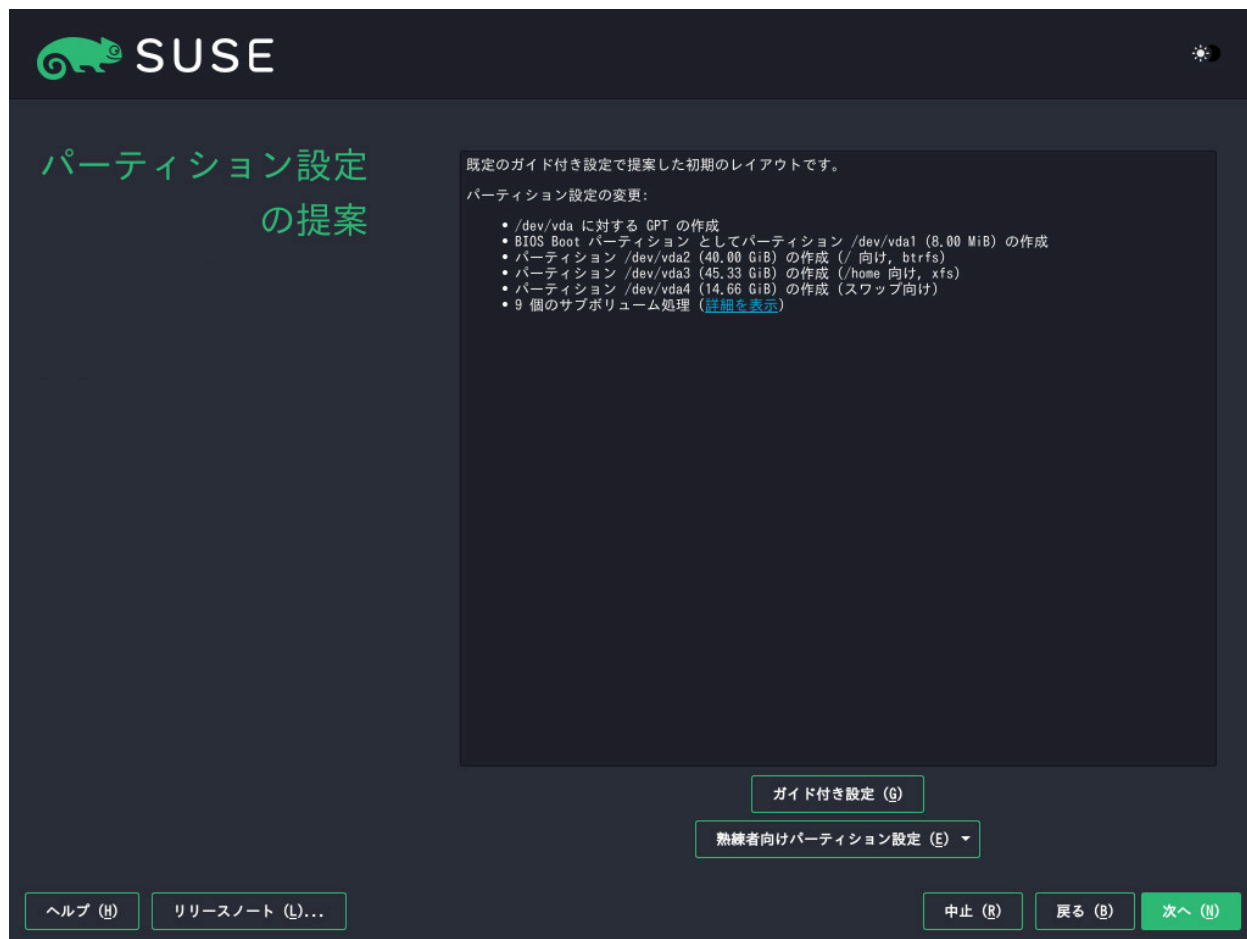 SUSE
パーティション設定
の提案
既定のガイド付き設定で提案した初期のレイアウトです。
パーティション設定の変更:
• /dev/vda に対する GPT の作成
• BIOS Boot パーティション としてパーティション /dev/vda1 (8.00 MiB) の作成
• パーティション /dev/vda2 (40.00 GiB) の作成 (/ 向け, btrfs)
• パーティション /dev/vda3 (45.33 GiB) の作成 (/home 向け, xfs)
• パーティション /dev/vda4 (14.66 GiB) の作成 (スワップ向け)
• 9 個のサブボリューム処理 (詳細を表示)
ガイド付き設定 (G)
熟練者向けパーティション設定 (E)
ヘルプ (H) リリースノート (L)... 中止 (R) 戻る (B) 次へ (N)